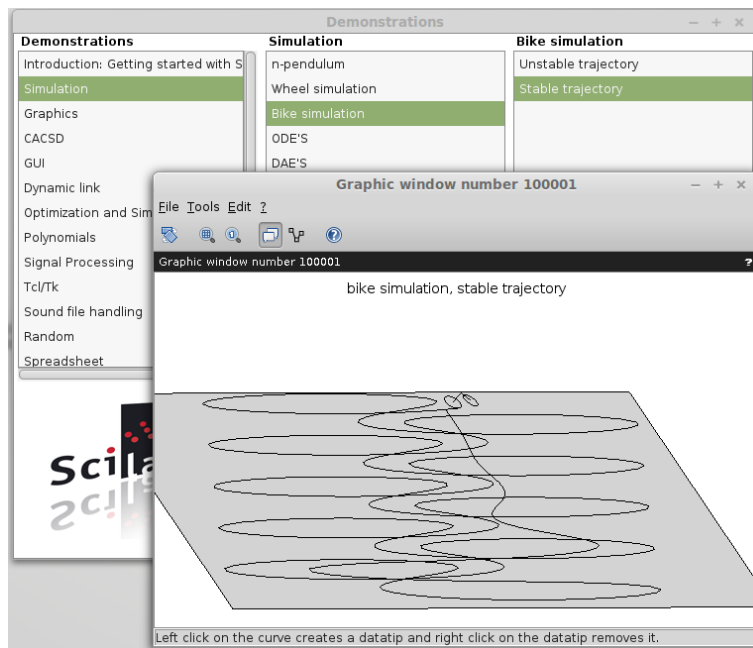 Demonstrations
Demonstrations
Introduction: Getting started with S
Simulation
Graphics
CACSD
GUI
Dynamic link
Optimization and Sim
Polynomials
Signal Processing
Tcl/Tk
Sound file handling
Random
Spreadsheet
Simulation
n-pendulum
Wheel simulation
Bike simulation
ODE'S
DAE'S
Bike simulation
Unstable trajectory
Stable trajectory
Scila
Graphic window number 100001
File Tools Edit ?
Graphic window number 100001 ?
bike simulation, stable trajectory
Left click on the curve creates a datatip and right click on the datatip removes it.